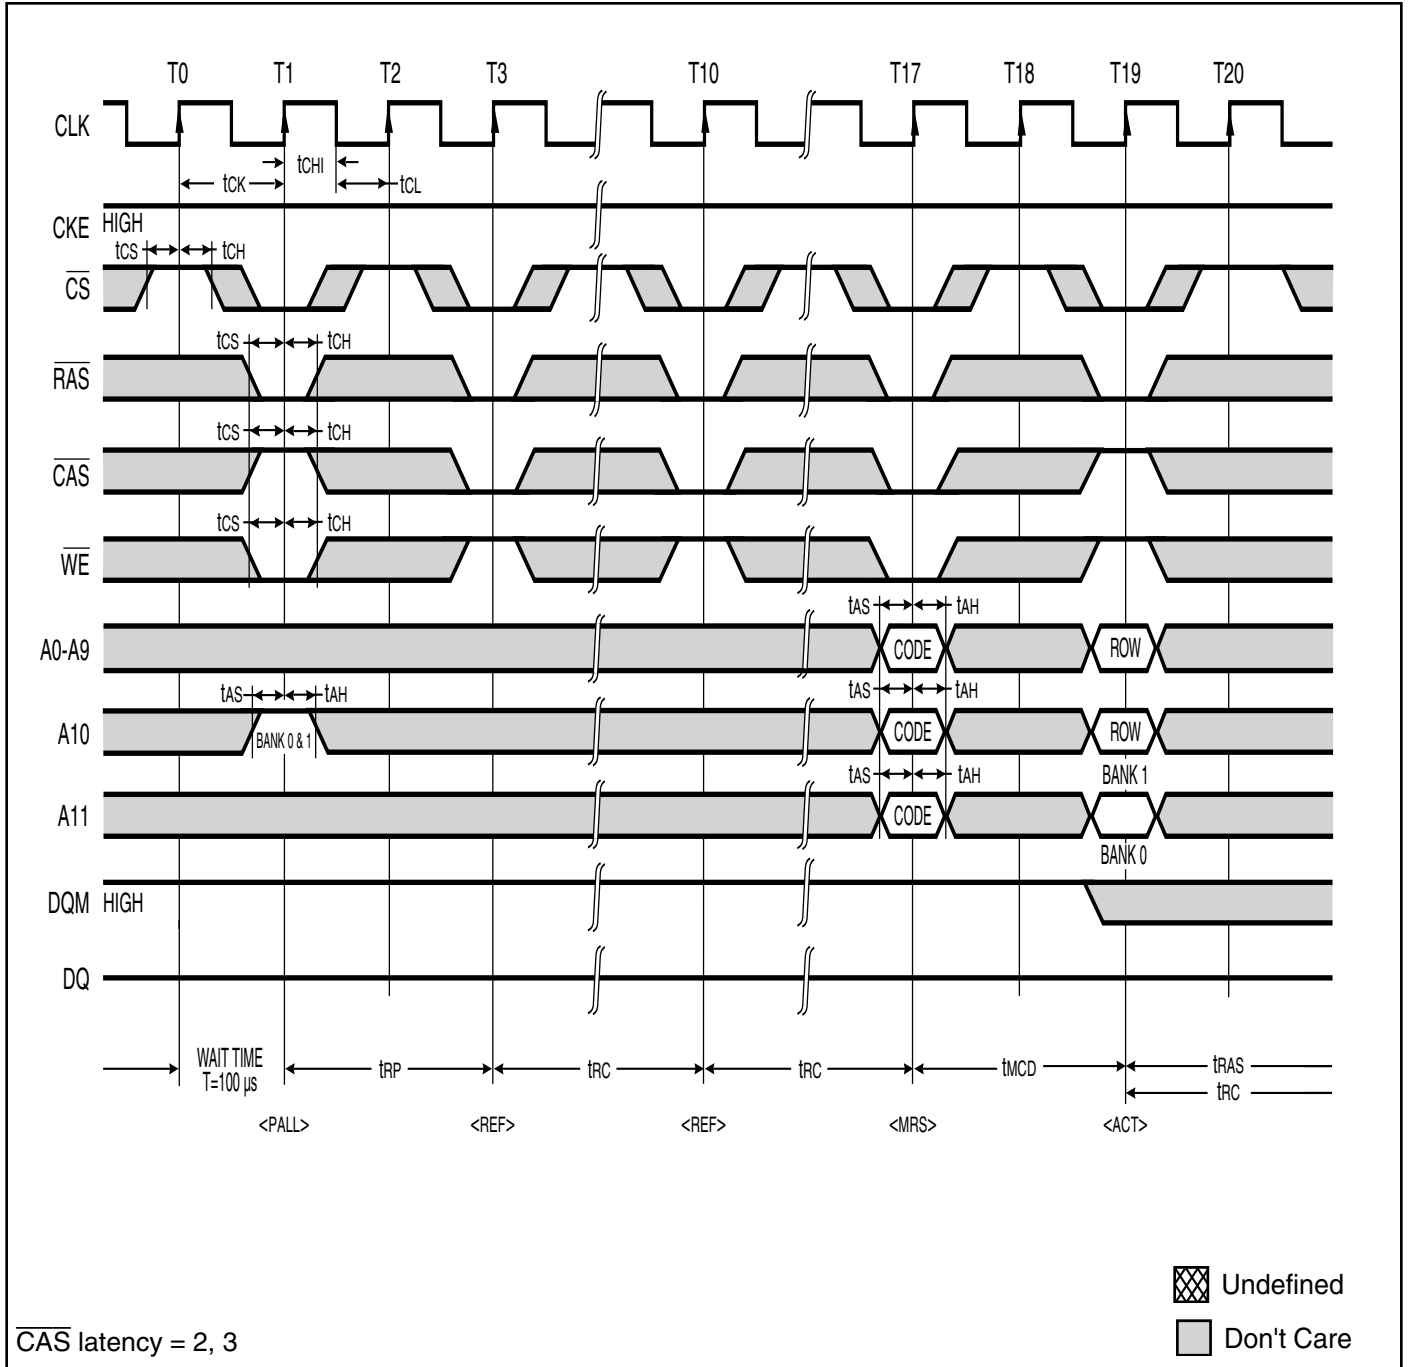 T0 T1 T2 T3 T10 T17 T18 T19 T20
CLK
tCHI
tCK tCL
CKE HIGH
tCS tCH
CS
tCS tCH
RAS
tCS tCH
CAS
tCS tCH
WE
tAS tAH
A0-A9 CODE ROW
tAS tAH tAS tAH
A10 BANK 0 & 1 CODE ROW
tAS tAH BANK 1
A11 CODE
BANK 0
DQM HIGH
DQ
WAIT TIME
T=100 µs
tRP tRC tRC tMCD tRAS
tRC
<PALL> <REF> <REF> <MRS> <ACT>
Undefined
CAS latency = 2, 3
Don't Care